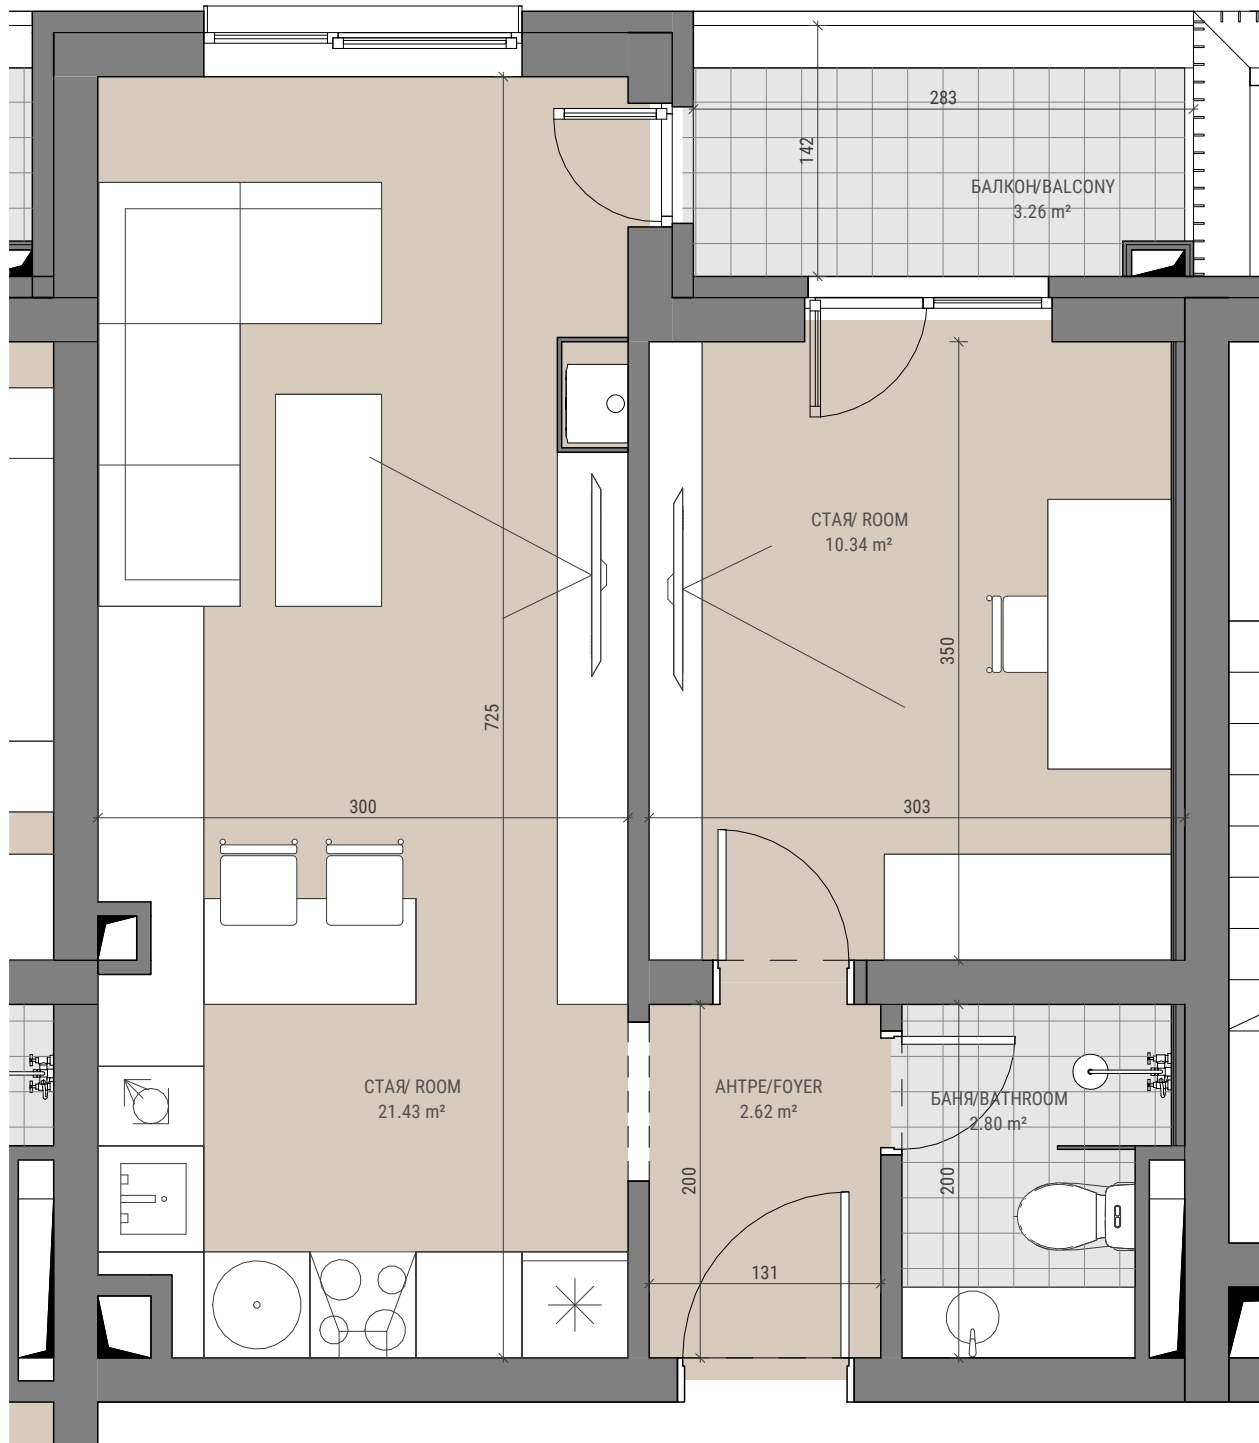 283
142
БАЛКОН/BALCONY
3.26 m²
СТАЯ/ ROOM
10.34 m²
350
725
300
303
СТАЯ/ ROOM
21.43 m²
АНТРЕ/FOYER
2.62 m²
БАНЯ/BATHROOM
2.80 m²
200
200
131